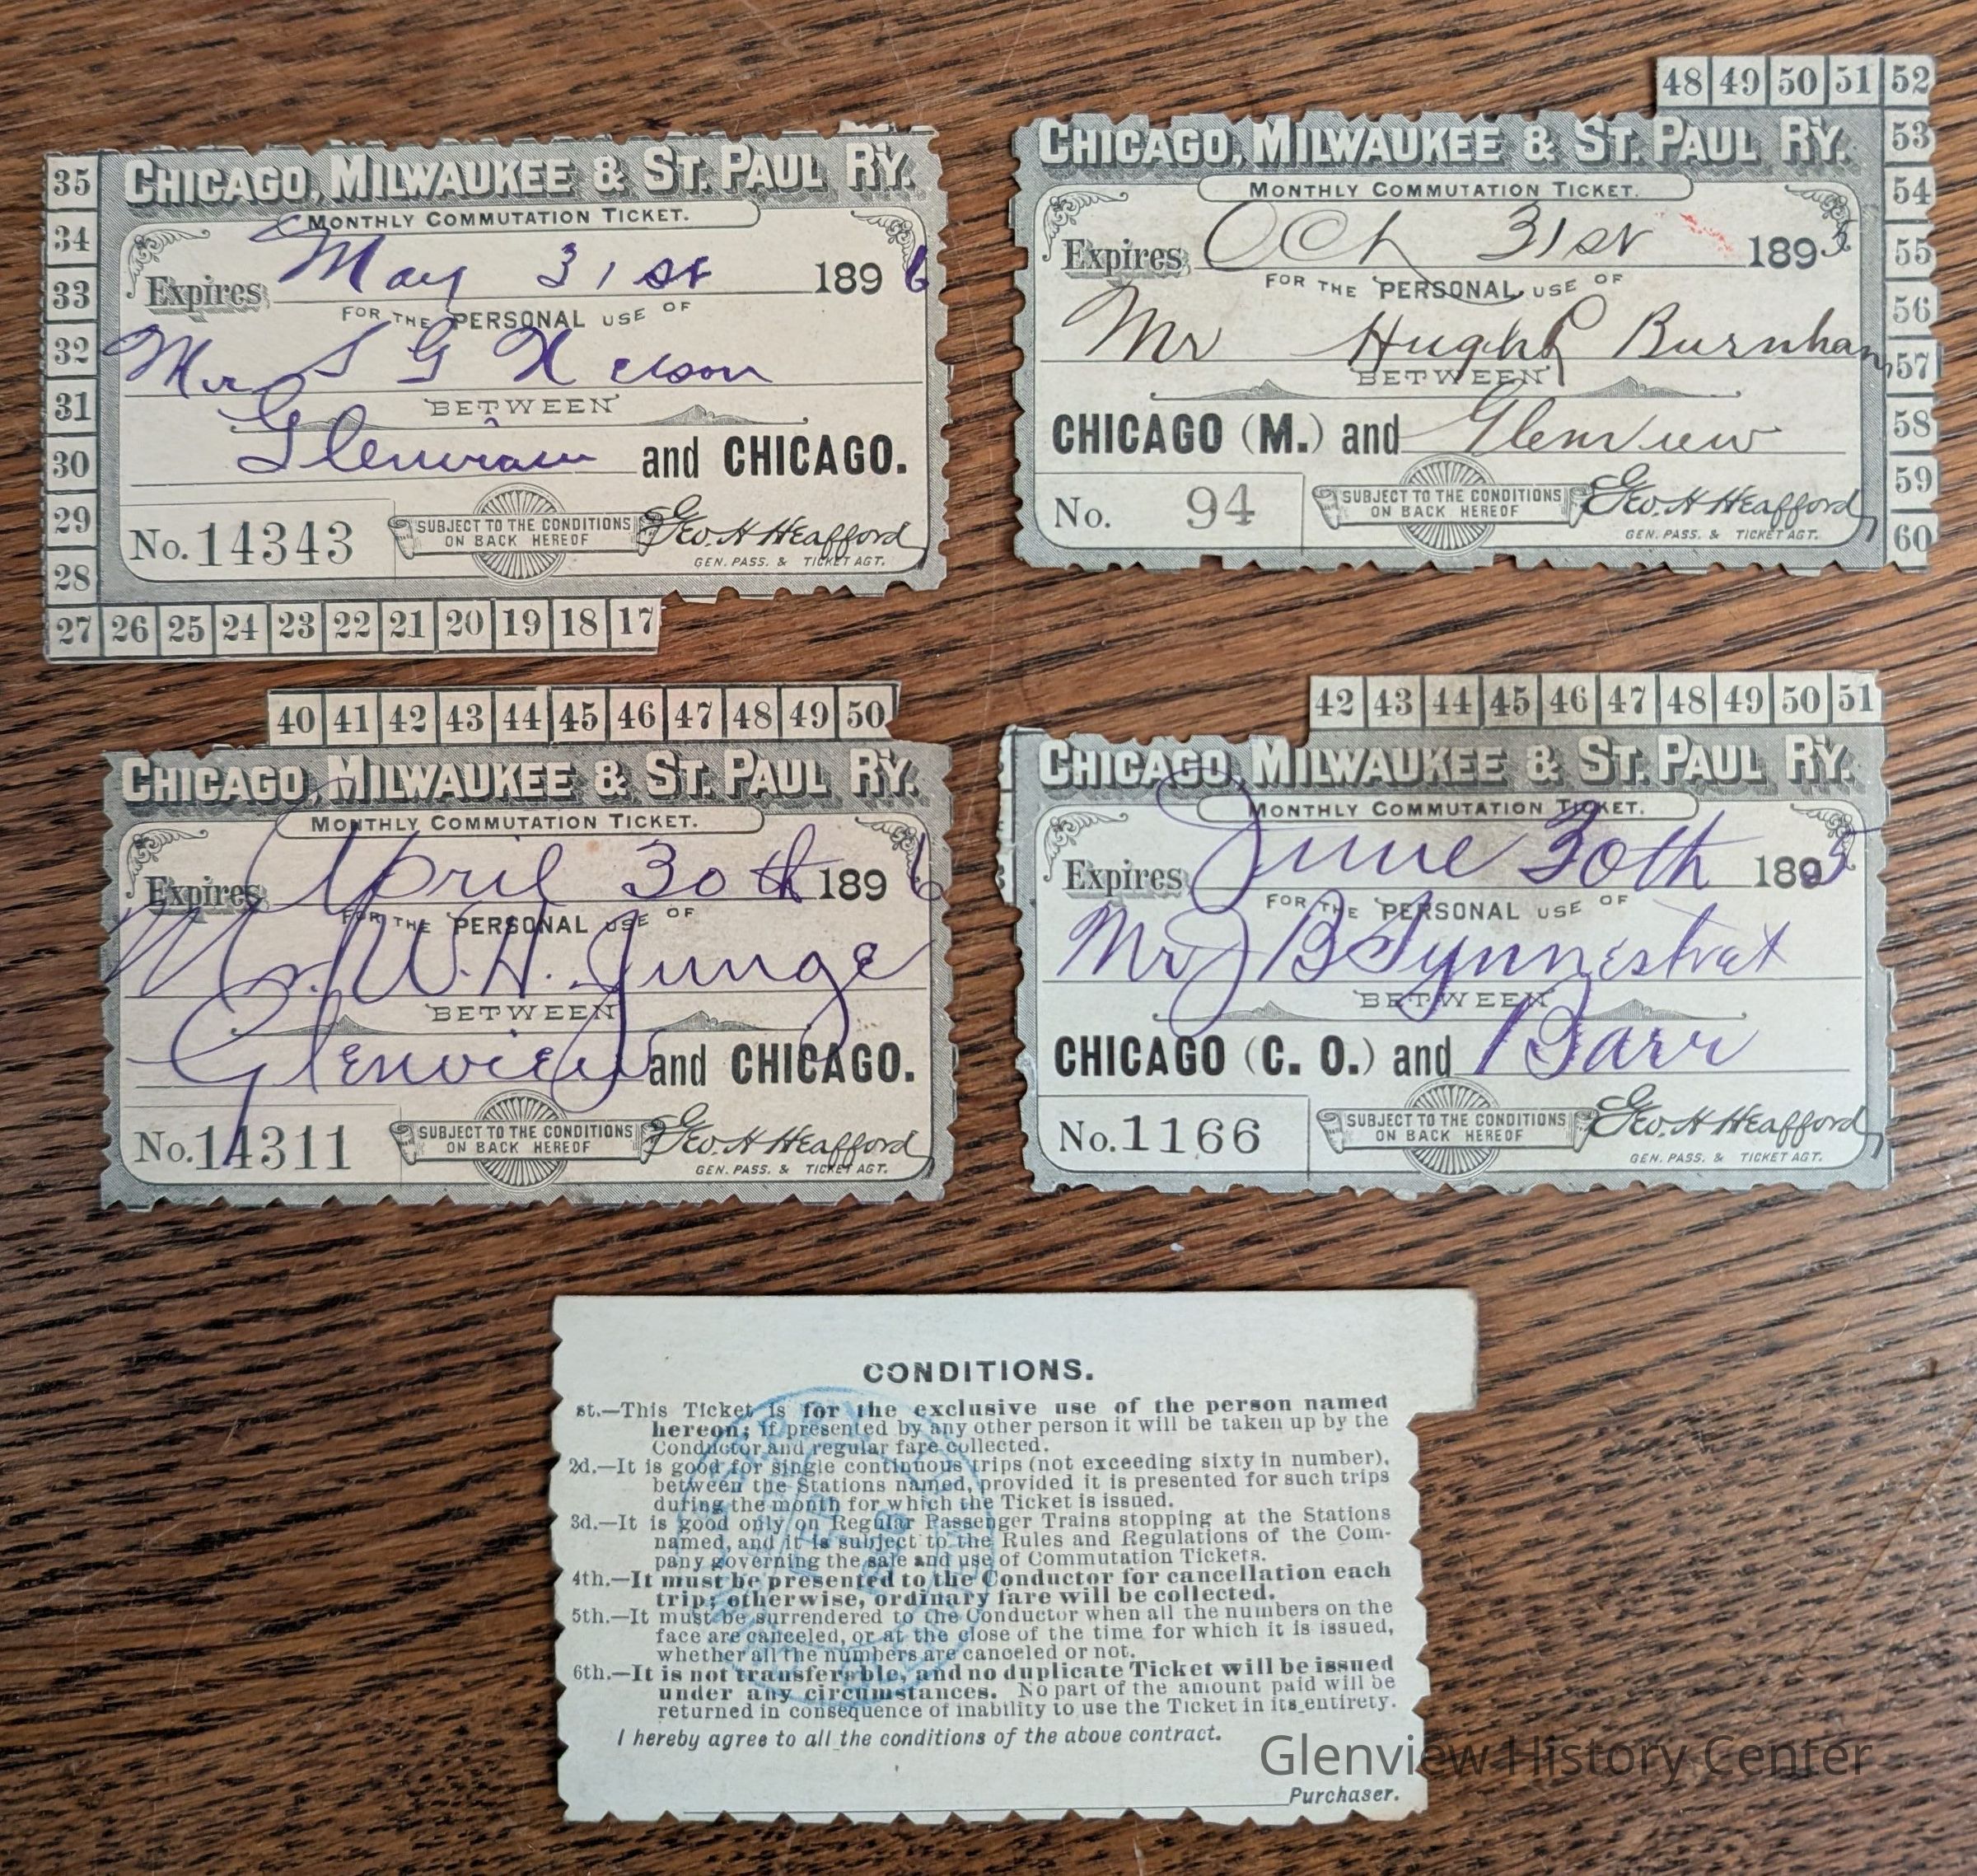 35
34
33
32
31
30
29
28
27 26 25 24 23 22 21 20 19 18 17
CHICAGO, MILWAUKEE & ST. PAUL R'Y.
MONTHLY COMMUTATION TICKET.
Expires May 31st 1896
FOR THE PERSONAL USE OF
Mr S G Nelson
BETWEEN
Glenview and CHICAGO.
No. 14343
SUBJECT TO THE CONDITIONS
ON BACK HEREOF
Geo. H. Heafford
GEN. PASS. & TICKET AGT.
48 49 50 51 52
53
54
55
56
57
58
59
60
CHICAGO, MILWAUKEE & ST. PAUL R'Y.
MONTHLY COMMUTATION TICKET.
Expires Oct 31st 1893
FOR THE PERSONAL USE OF
Mr Hugh Burnham
BETWEEN
CHICAGO (M.) and Glenview
No. 94
SUBJECT TO THE CONDITIONS
ON BACK HEREOF
Geo. H. Heafford
GEN. PASS. & TICKET AGT.
40 41 42 43 44 45 46 47 48 49 50
CHICAGO, MILWAUKEE & ST. PAUL R'Y.
MONTHLY COMMUTATION TICKET.
Expires April 30th 1896
FOR THE PERSONAL USE OF
Mr. W. H. Junge
BETWEEN
Glenview and CHICAGO.
No. 14311
SUBJECT TO THE CONDITIONS
ON BACK HEREOF
Geo. H. Heafford
GEN. PASS. & TICKET AGT.
42 43 44 45 46 47 48 49 50 51
CHICAGO, MILWAUKEE & ST. PAUL R'Y.
MONTHLY COMMUTATION TICKET.
Expires June 30th 189
FOR THE PERSONAL USE OF
Mr J B Synnestvet
BETWEEN
CHICAGO (C. O.) and Barr
No. 1166
SUBJECT TO THE CONDITIONS
ON BACK HEREOF
Geo. H. Heafford
GEN. PASS. & TICKET AGT.
CONDITIONS.
st.—This Ticket is for the exclusive use of the person named
hereon; if presented by any other person it will be taken up by the
Conductor and regular fare collected.
2d.—It is good for single continuous trips (not exceeding sixty in number),
between the Stations named, provided it is presented for such trips
during the month for which the Ticket is issued.
3d.—It is good only on Regular Passenger Trains stopping at the Stations
named, and it is subject to the Rules and Regulations of the Com-
pany governing the sale and use of Commutation Tickets.
4th.—It must be presented to the Conductor for cancellation each
trip; otherwise, ordinary fare will be collected.
5th.—It must be surrendered to the Conductor when all the numbers on the
face are canceled, or at the close of the time for which it is issued,
whether all the numbers are canceled or not.
6th.—It is not transferable, and no duplicate Ticket will be issued
under any circumstances. No part of the amount paid will be
returned in consequence of inability to use the Ticket in its entirety.
I hereby agree to all the conditions of the above contract.
Purchaser.
Glenview History Center